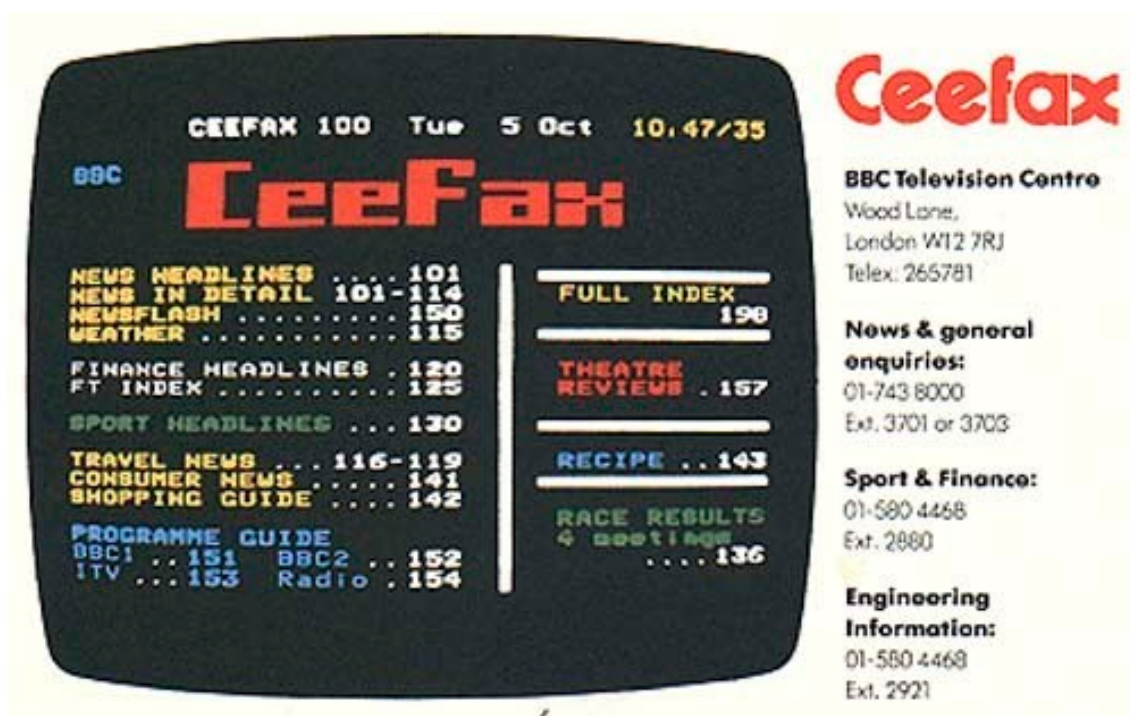 CEEFAX 100 Tue 5 Oct 10.47/35
BBC
CeeFax
NEWS HEADLINES ....101
NEWS IN DETAIL 101-114
NEWSFLASH .........150
WEATHER ...........115
FINANCE HEADLINES .120
FT INDEX ..........125
SPORT HEADLINES ...130
TRAVEL NEWS ...116-119
CONSUMER NEWS .....141
SHOPPING GUIDE ....142
PROGRAMME GUIDE
BBC1 ..151 BBC2 ..152
ITV ...153 Radio .154
FULL INDEX
190
THEATRE
REVIEWS .157
RECIPE ..143
RACE RESULTS
4 meetings
....136
Ceefax
BBC Television Centre
Wood Lane,
London W12 7RJ
Telex: 265781
News & general
enquiries:
01-743 8000
Ext. 3701 or 3703
Sport & Finance:
01-580 4468
Ext. 2880
Engineering
Information:
01-580 4468
Ext. 2921